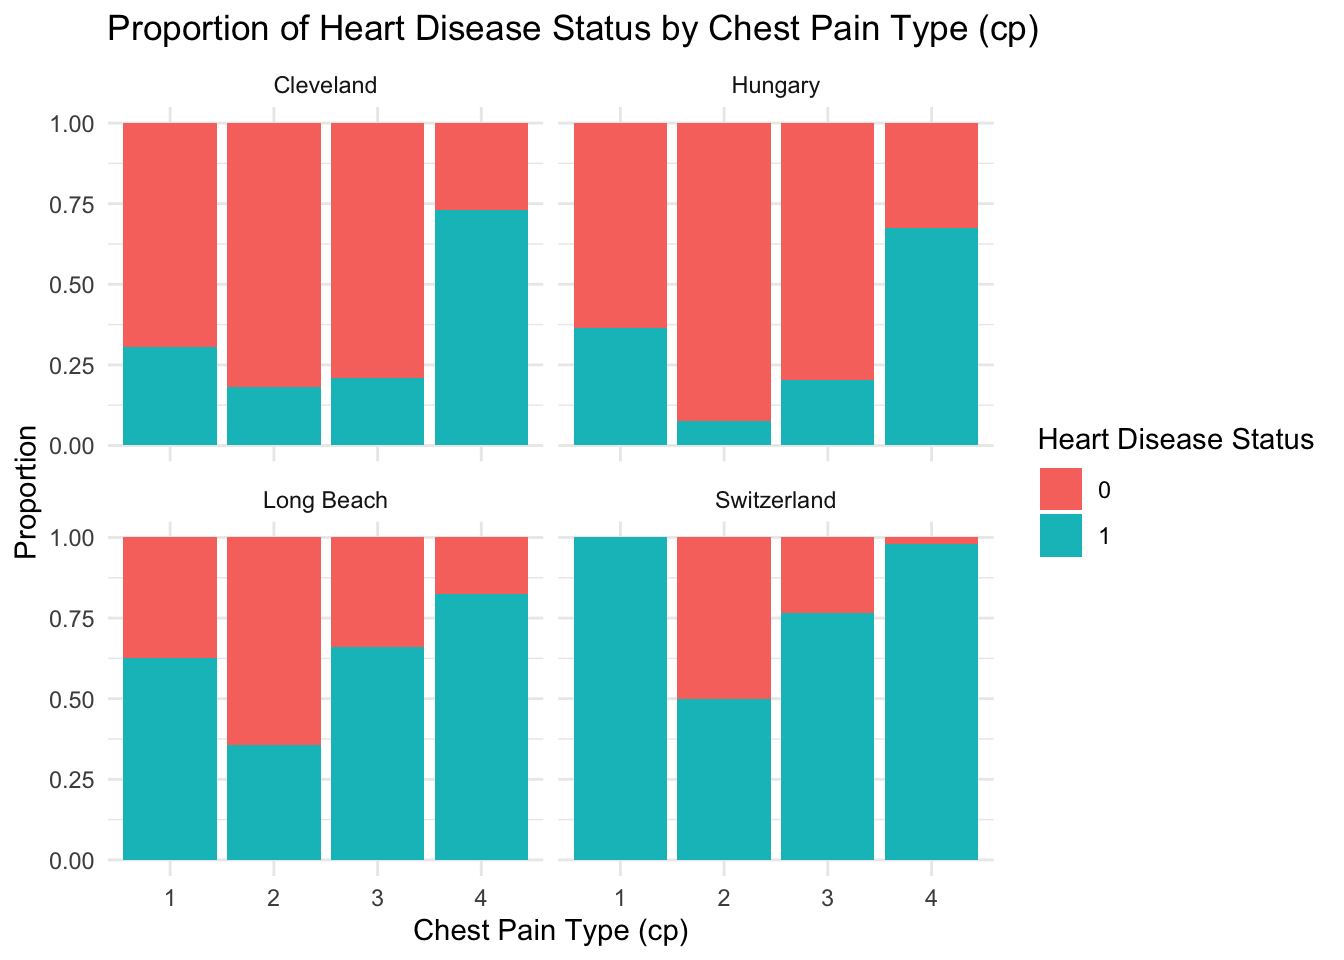 Proportion of Heart Disease Status by Chest Pain Type (cp)
Cleveland
Hungary
1.00
0.75
0.50
0.25
0.00
Long Beach
Switzerland
1.00
0.75
0.50
0.25
0.00
1 2 3 4
1 2 3 4
Chest Pain Type (cp)
Proportion
Heart Disease Status
0
1